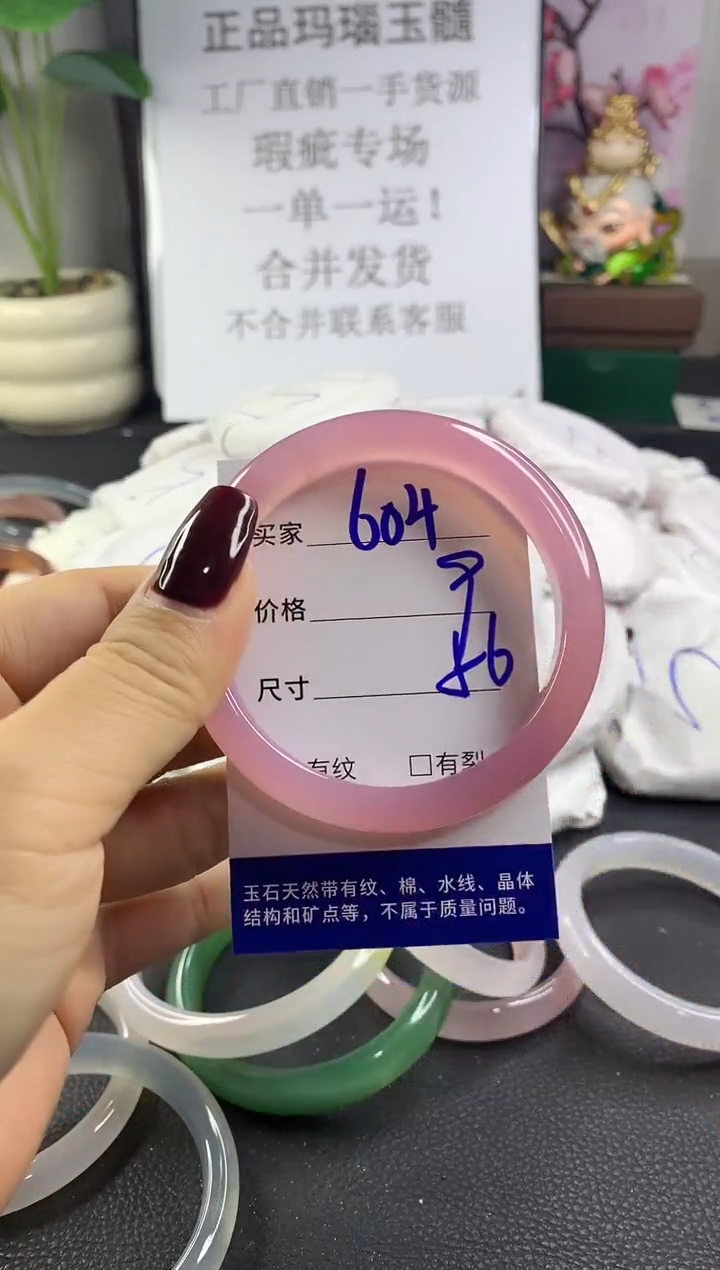 正品玛瑙玉髓
工厂直销一手货源
瑕疵专场
一单一运！
合并发货
不合并联系客服
买家 604
价格
尺寸 56
有纹 □有裂
玉石天然带有纹、棉、水线、晶体
结构和矿点等，不属于质量问题。